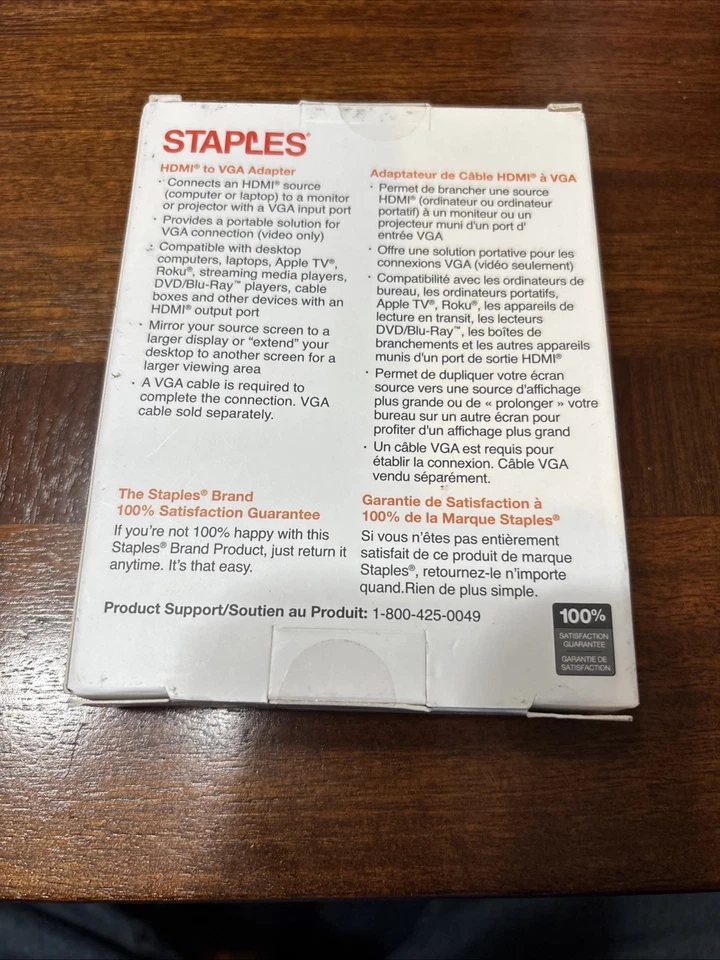 STAPLES®
HDMI® to VGA Adapter
· Connects an HDMI® source
(computer or laptop) to a monitor
or projector with a VGA input port
· Provides a portable solution for
VGA connection (video only)
· Compatible with desktop
computers, laptops, Apple TV®,
Roku®, streaming media players,
DVD/Blu-Ray™ players, cable
boxes and other devices with an
HDMI® output port
· Mirror your source screen to a
larger display or "extend" your
desktop to another screen for a
larger viewing area
· A VGA cable is required to
complete the connection. VGA
cable sold separately.
The Staples® Brand
100% Satisfaction Guarantee
If you're not 100% happy with this
Staples® Brand Product, just return it
anytime. It's that easy.
Adaptateur de Câble HDMI® à VGA
· Permet de brancher une source
HDMI® (ordinateur ou ordinateur
portatif) à un moniteur ou un
projecteur muni d'un port d'
entrée VGA
· Offre une solution portative pour les
connexions VGA (vidéo seulement)
· Compatibilité avec les ordinateurs de
bureau, les ordinateurs portatifs,
Apple TV®, Roku®, les appareils de
lecture en transit, les lecteurs
DVD/Blu-Ray™, les boîtes de
branchements et les autres appareils
munis d'un port de sortie HDMI®
· Permet de dupliquer votre écran
source vers une source d'affichage
plus grande ou de « prolonger » votre
bureau sur un autre écran pour
profiter d'un affichage plus grand
· Un câble VGA est requis pour
établir la connexion. Câble VGA
vendu séparément.
Garantie de Satisfaction à
100% de la Marque Staples®
Si vous n'êtes pas entièrement
satisfait de ce produit de marque
Staples®, retournez-le n'importe
quand.Rien de plus simple.
Product Support/Soutien au Produit: 1-800-425-0049
100%
SATISFACTION
GUARANTEE
GARANTIE DE
SATISFACTION